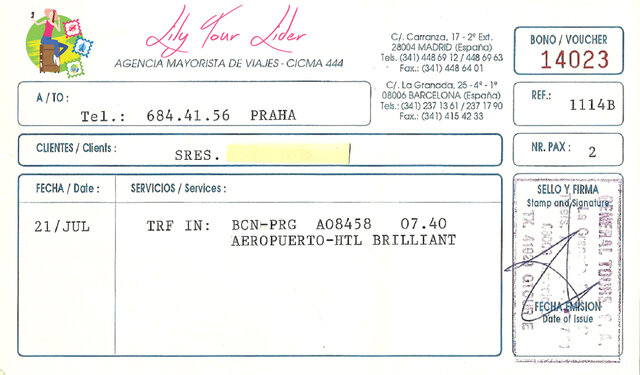 Lily Tour Lider
AGENCIA MAYORISTA DE VIAJES - CICMA 444
C/. Carranza, 17 - 2º Ext.
28004 MADRID (España)
Tels. (341) 448 69 12 / 448 69 63
Fax.: (341) 448 64 01
C/. La Granada, 25 - 4º - 1ª
08006 BARCELONA (España)
Tels.: (341) 237 13 61 / 237 17 90
Fax.: (341) 415 42 33
BONO / VOUCHER
14023
A / TO :
Tel.: 684.41.56 PRAHA
REF.:
1114B
CLIENTES / Clients :
SRES.
NR. PAX : 2
FECHA / Date :
SERVICIOS / Services :
21/JUL
TRF IN: BCN-PRG AO8458 07.40
AEROPUERTO-HTL BRILLIANT
SELLO Y FIRMA
Stamp and Signature
GENERAL TOURS, S.A.
FECHA EMISION
Date of Issue